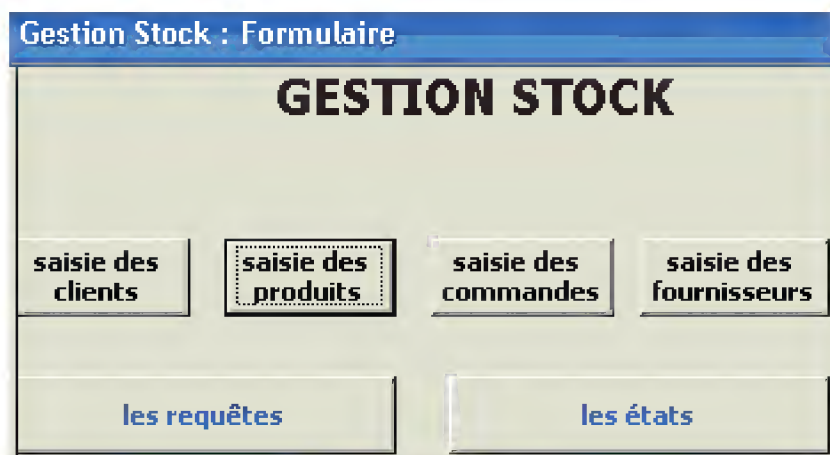 Gestion Stock : Formulaire
GESTION STOCK
saisie des
clients
saisie des
produits
saisie des
commandes
saisie des
fournisseurs
les requêtes
les états